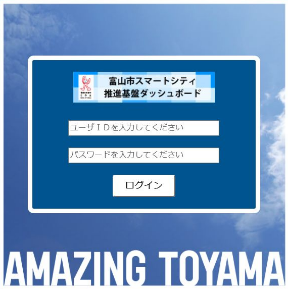 富山市スマートシティ
推進基盤ダッシュボード
ユーザIDを入力してください
パスワードを入力してください
ログイン
AMAZING TOYAMA